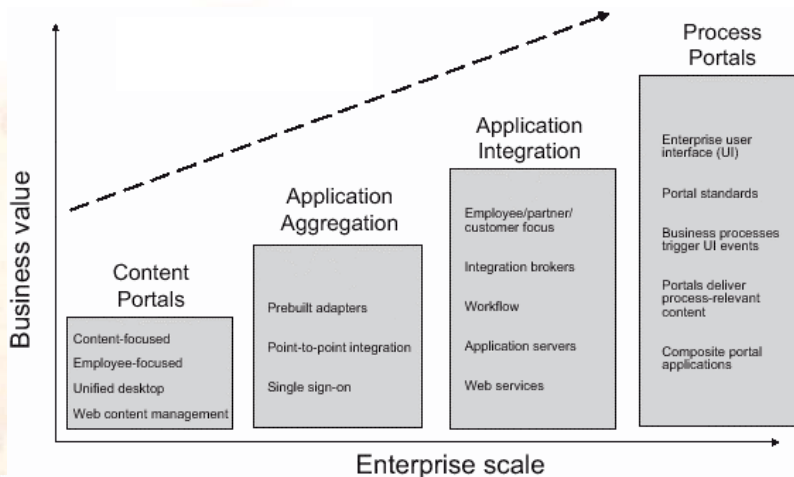 Business value
Content
Portals
Content-focused
Employee-focused
Unified desktop
Web content management
Application
Aggregation
Prebuilt adapters
Point-to-point integration
Single sign-on
Application
Integration
Employee/partner/
customer focus
Integration brokers
Workflow
Application servers
Web services
Process
Portals
Enterprise user
interface (UI)
Portal standards
Business processes
trigger UI events
Portals deliver
process-relevant
content
Composite portal
applications
Enterprise scale